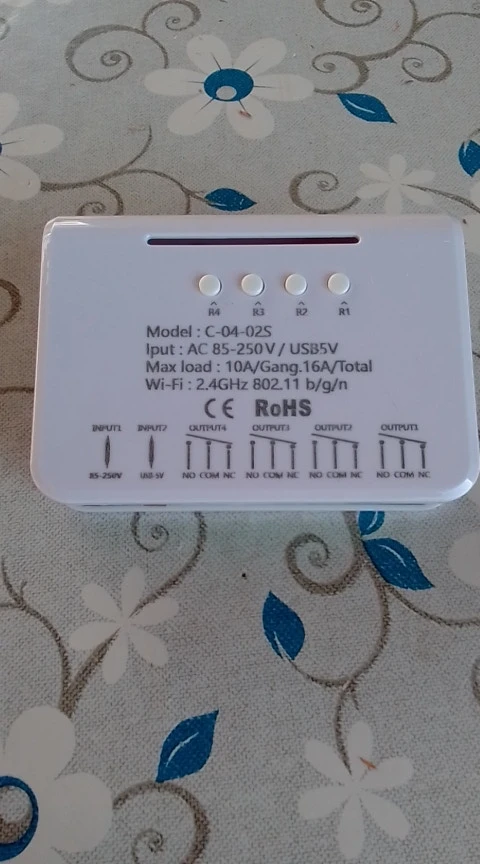 R4 R3 R2 R1
Model : C-04-02S
Iput : AC 85-250V / USB5V
Max load : 10A/Gang.16A/Total
Wi-Fi : 2.4GHz 802.11 b/g/n
CE RoHS
INPUT1 INPUT2 OUTPUT4 OUTPUT3 OUTPUT2 OUTPUT1
85-250V USB-5V NO COM NC NO COM NC NO COM NC NO COM NC